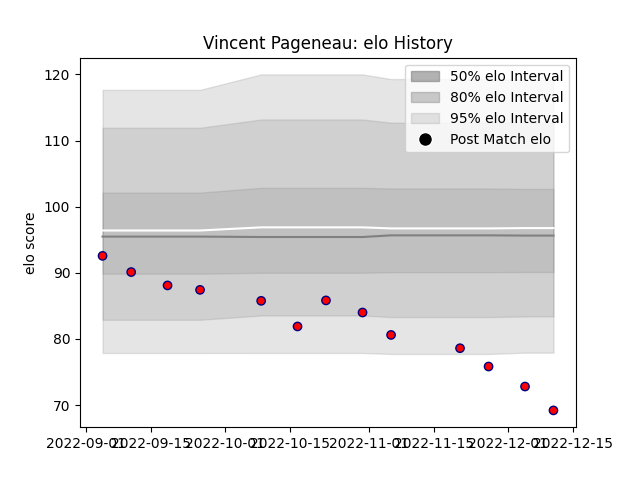 Vincent Pageneau: elo History
120
110
100
90
80
70
elo score
50% elo Interval
80% elo Interval
95% elo Interval
Post Match elo
2022-09-01 2022-09-15 2022-10-01 2022-10-15 2022-11-01 2022-11-15 2022-12-01 2022-12-15